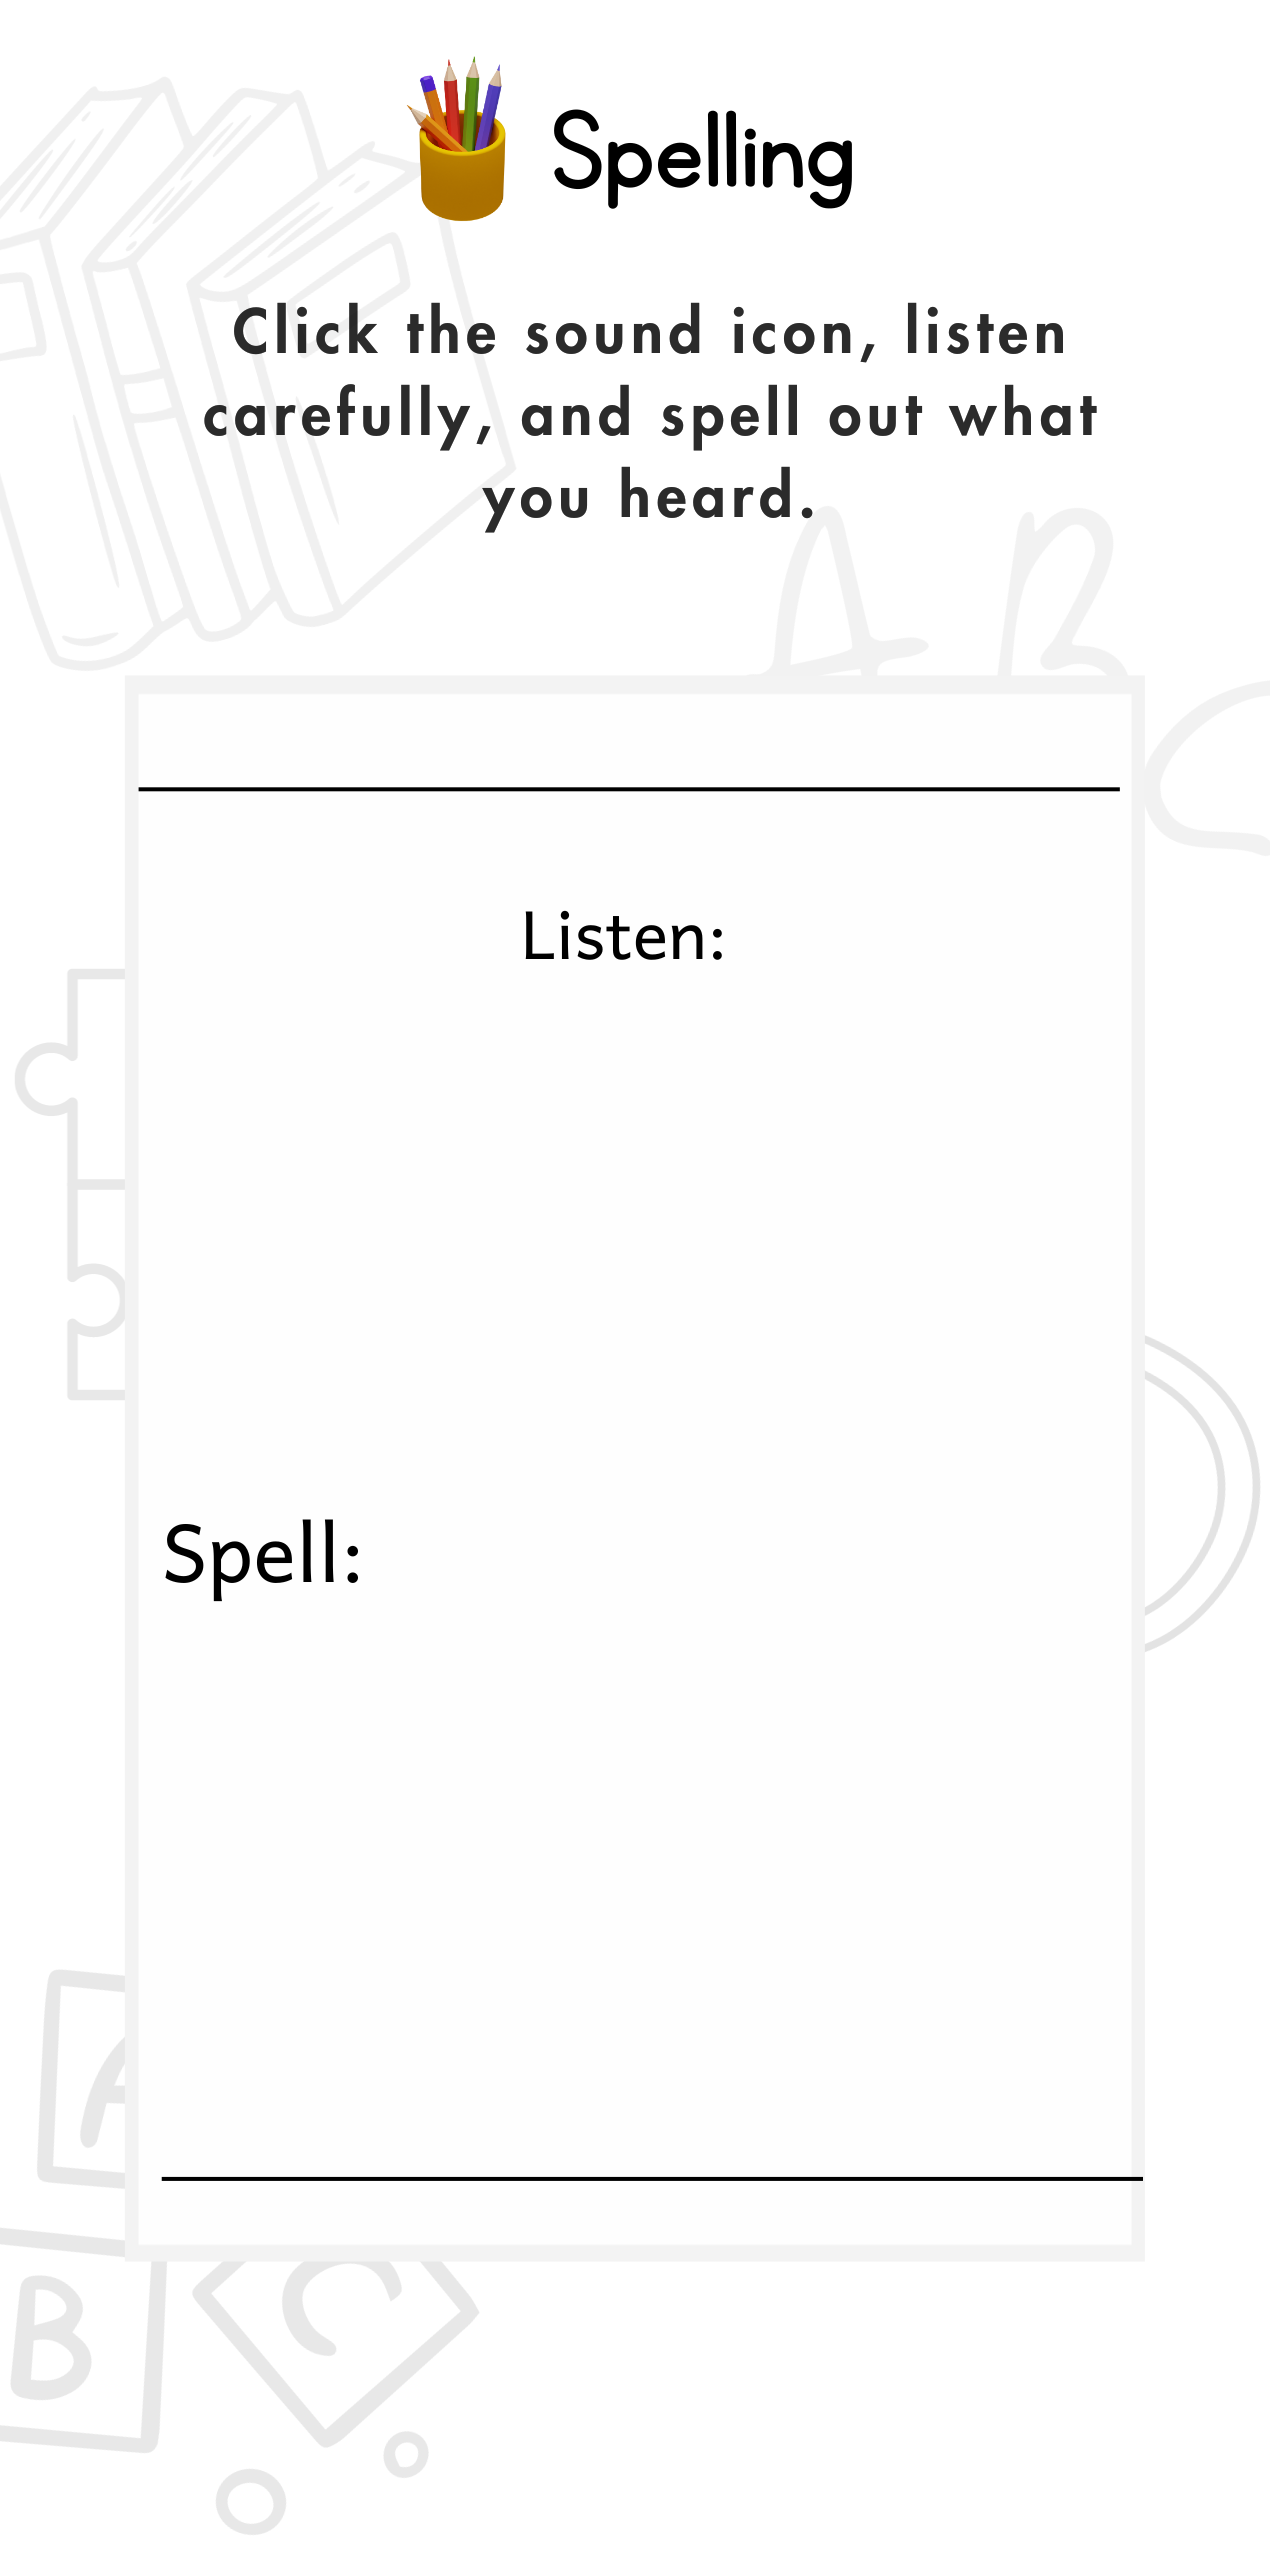 Spelling
Click the sound icon, listen
carefully, and spell out what
you heard.
A B
C
Listen:
Spell:
A
B
C